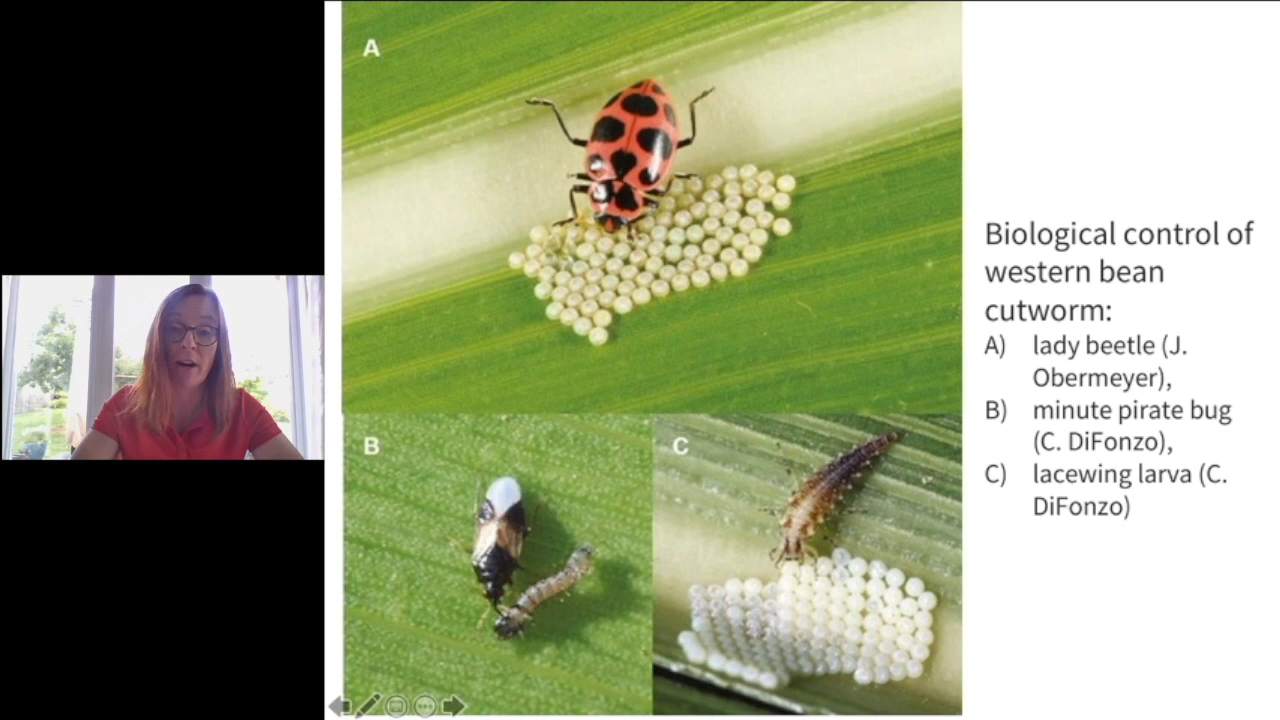 A
B
C
Biological control of
western bean
cutworm:
A) lady beetle (J.
Obermeyer),
B) minute pirate bug
(C. DiFonzo),
C) lacewing larva (C.
DiFonzo)